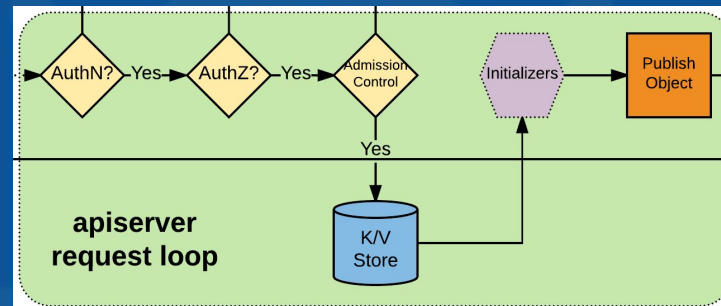 AuthN?
Yes
AuthZ?
Yes
Admission
Control
Initializers
Publish
Object
Yes
apiserver
request loop
K/V
Store